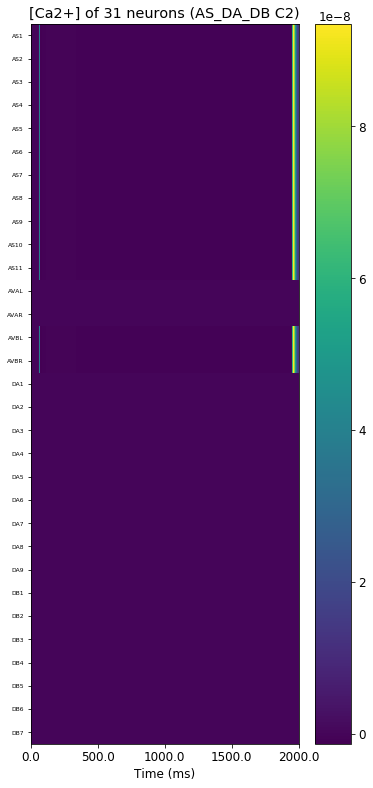 [Ca2+] of 31 neurons (AS_DA_DB C2)
1e−8
AS1
AS2
AS3
AS4
AS5
AS6
AS7
AS8
AS9
AS10
AS11
AVAL
AVAR
AVBL
AVBR
DA1
DA2
DA3
DA4
DA5
DA6
DA7
DA8
DA9
DB1
DB2
DB3
DB4
DB5
DB6
DB7
8
6
4
2
0
0.0 500.0 1000.0 1500.0 2000.0
Time (ms)